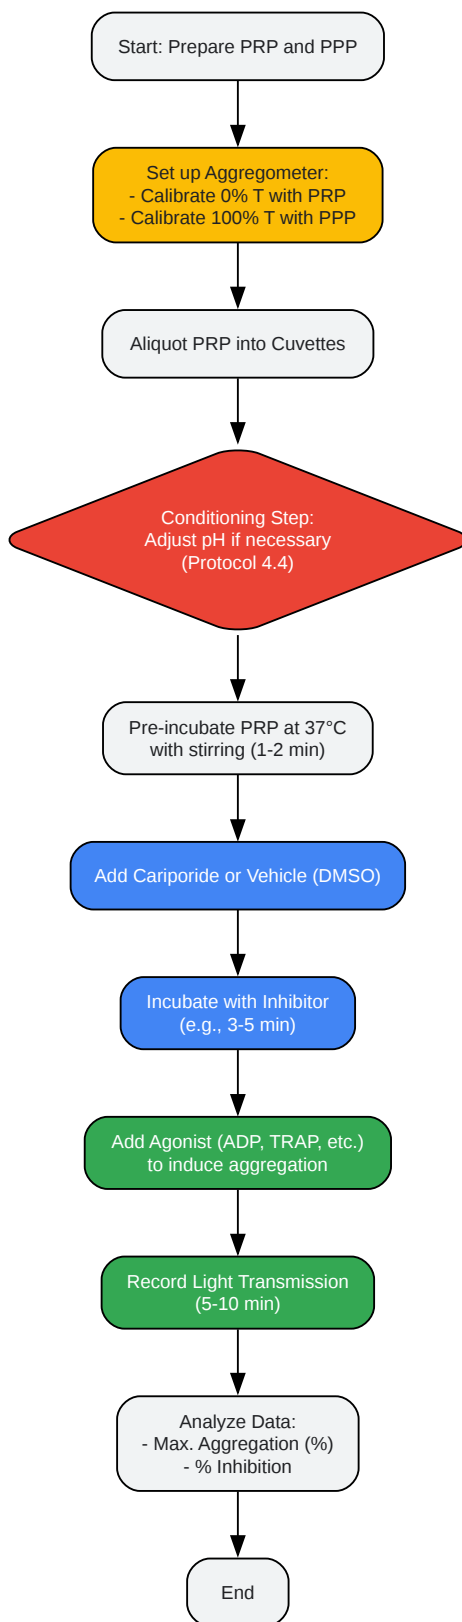 Start: Prepare PRP and PPP
Set up Aggregometer:
- Calibrate 0% T with PRP
- Calibrate 100% T with PPP
Aliquot PRP into Cuvettes
Conditioning Step:
Adjust pH if necessary
(Protocol 4.4)
Pre-incubate PRP at 37°C
with stirring (1-2 min)
Add Cariporide or Vehicle (DMSO)
Incubate with Inhibitor
(e.g., 3-5 min)
Add Agonist (ADP, TRAP, etc.)
to induce aggregation
Record Light Transmission
(5-10 min)
Analyze Data:
- Max. Aggregation (%)
- % Inhibition
End